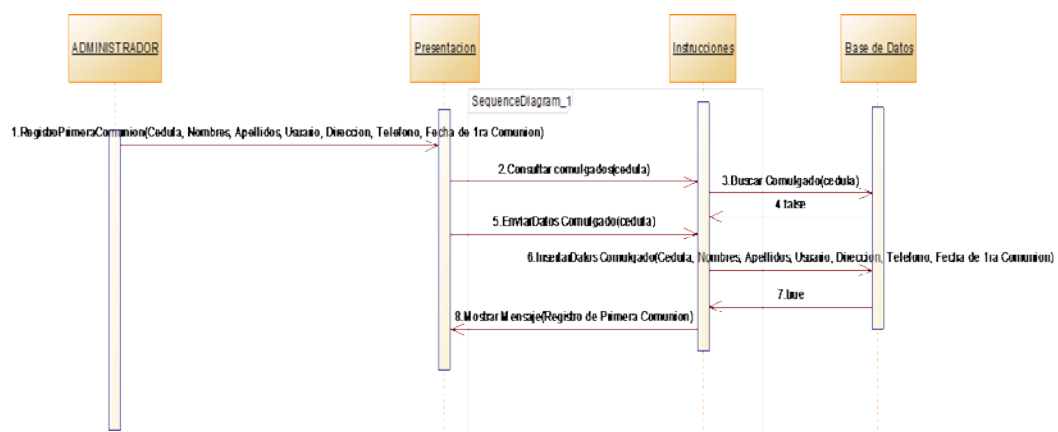 ADMINISTRADOR
Presentacion
Instrucciones
Base de Datos
SequenceDiagram_1
1.RegistroPrimeraComunion(Cedula, Nombres, Apellidos, Usuario, Direccion, Telefono, Fecha de 1ra Comunion)
2.Consultar comulgados(cedula)
3.Buscar Comulgado(cedula)
4.false
5.EnviarDatos Comulgado(cedula)
6.InsertarDatos Comulgado(Cedula, Nombres, Apellidos, Usuario, Direccion, Telefono, Fecha de 1ra Comunion)
7.true
8.Mostrar Mensaje(Registro de Primera Comunion)